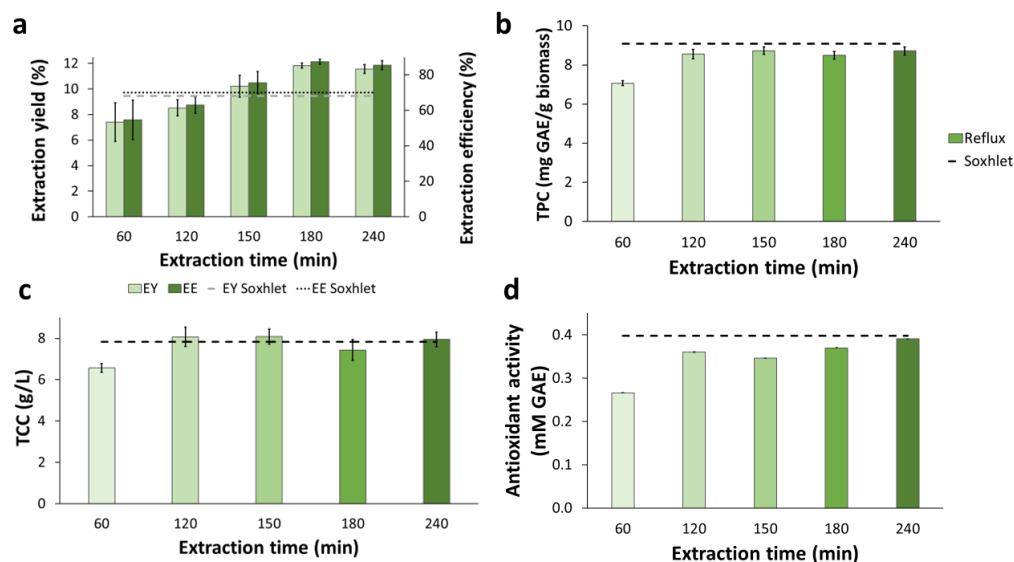 a
Extraction yield (%)
12
10
8
6
4
2
0
80
60
40
20
0
Extraction efficiency (%)
60 120 150 180 240
Extraction time (min)
EY EE EY Soxhlet EE Soxhlet
b
TPC (mg GAE/g biomass)
10
8
6
4
2
0
60 120 150 180 240
Extraction time (min)
Reflux
Soxhlet
c
TCC (g/L)
8
6
4
2
0
60 120 150 180 240
Extraction time (min)
d
Antioxidant activity
(mM GAE)
0.4
0.3
0.2
0.1
0.0
60 120 150 180 240
Extraction time (min)